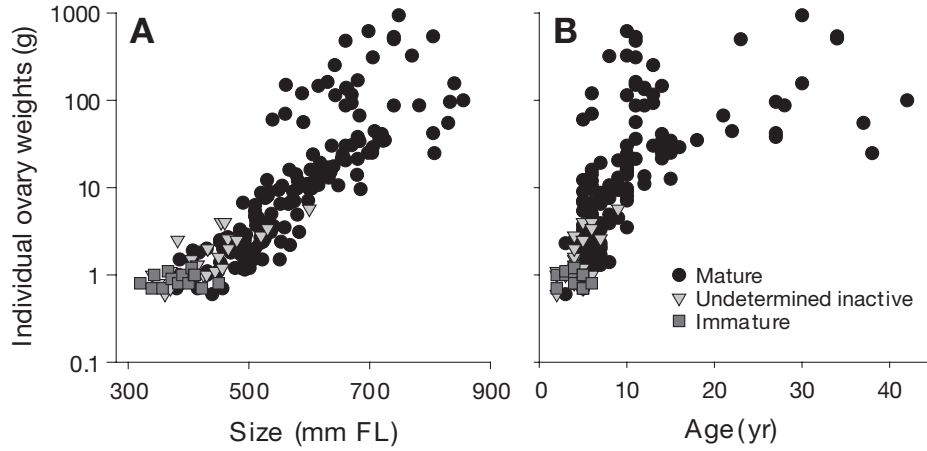 Individual ovary weights (g)
1000
100
10
1
0.1
A
300
500
700
900
Size (mm FL)
B
Mature
Undetermined inactive
Immature
0
10
20
30
40
Age (yr)